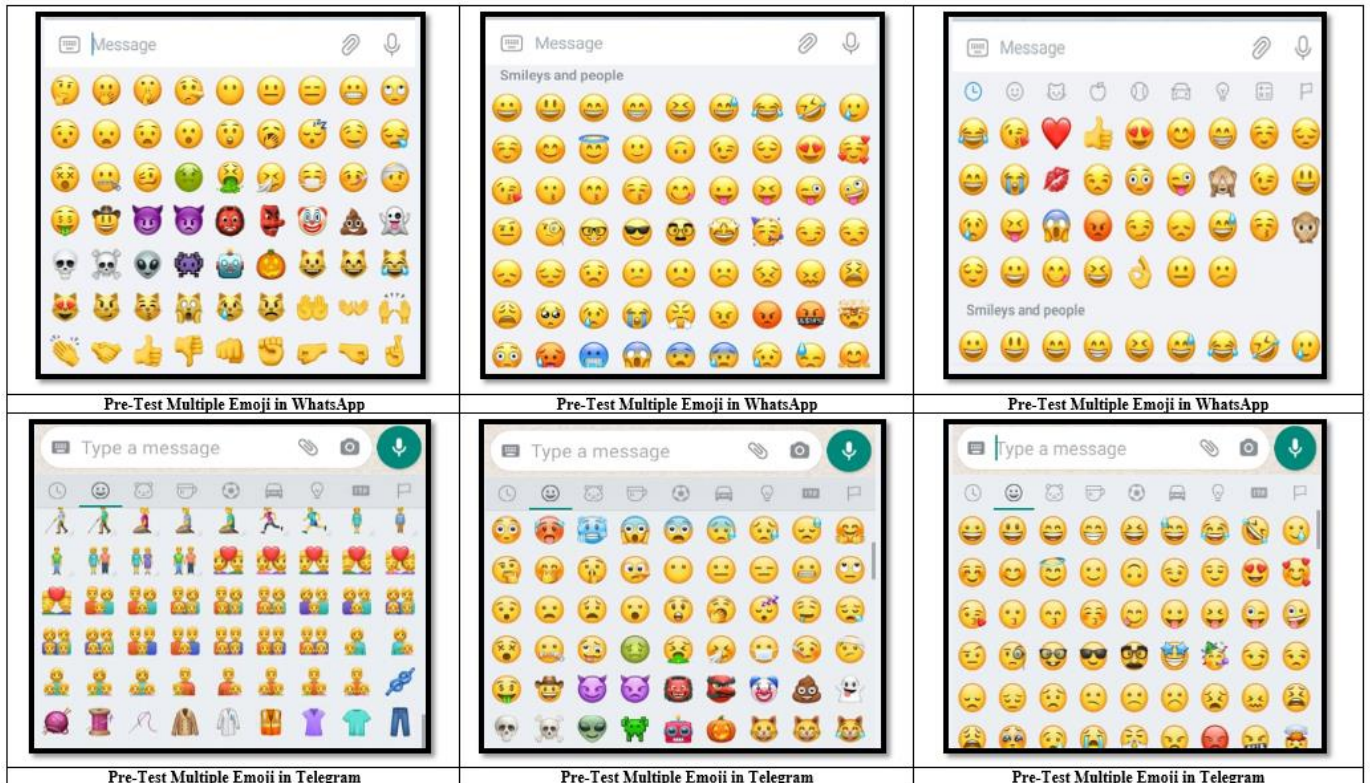 Message
Message
Smileys and people
Message
Smileys and people
Pre-Test Multiple Emoji in WhatsApp
Pre-Test Multiple Emoji in WhatsApp
Pre-Test Multiple Emoji in WhatsApp
Type a message
Type a message
Type a message
Pre-Test Multiple Emoji in Telegram
Pre-Test Multiple Emoji in Telegram
Pre-Test Multiple Emoji in Telegram